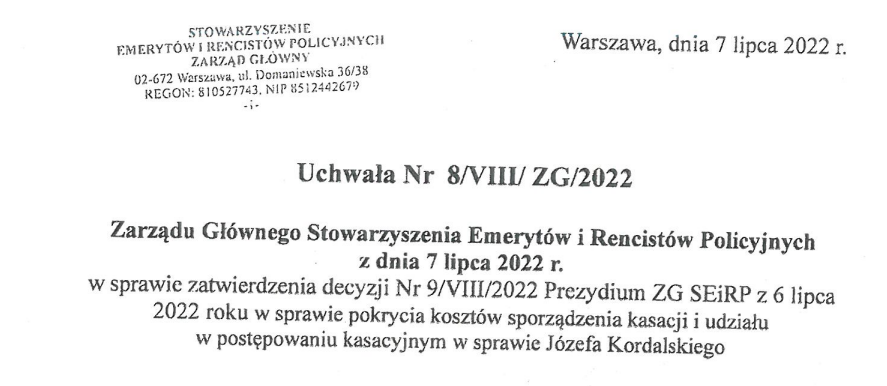 STOWARZYSZENIE
EMERYTÓW I RENCISTÓW POLICYJNYCH
ZARZĄD GŁÓWNY
02-672 Warszawa, ul. Domaniewska 36/38
REGON: 810527743, NIP 8512442679
-i-
Warszawa, dnia 7 lipca 2022 r.
Uchwała Nr 8/VIII/ ZG/2022
Zarządu Głównego Stowarzyszenia Emerytów i Rencistów Policyjnych
z dnia 7 lipca 2022 r.
w sprawie zatwierdzenia decyzji Nr 9/VIII/2022 Prezydium ZG SEiRP z 6 lipca
2022 roku w sprawie pokrycia kosztów sporządzenia kasacji i udziału
w postępowaniu kasacyjnym w sprawie Józefa Kordalskiego